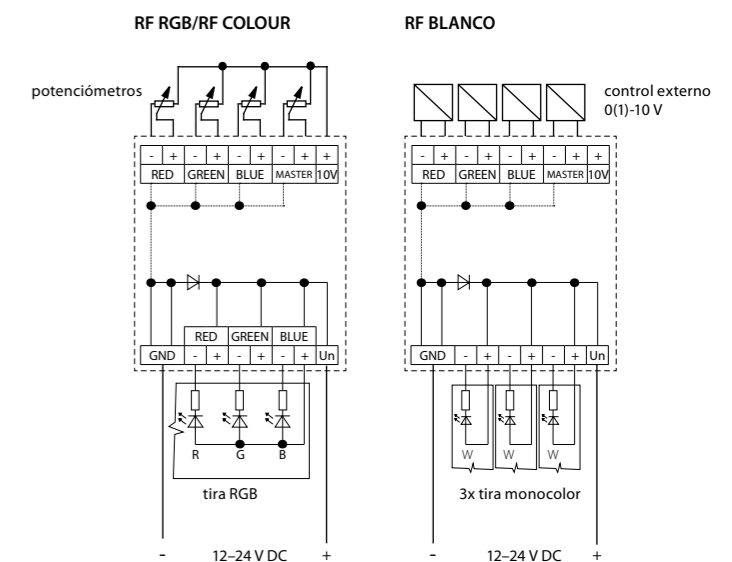 RF RGB/RF COLOUR
RF BLANCO
potenciómetros
control externo
0(1)-10 V
- + - + - + - + +
RED GREEN BLUE MASTER 10V
- + - + - + - + +
RED GREEN BLUE MASTER 10V
RED GREEN BLUE
GND - + - + - + Un
GND - + - + - + Un
R G B
W W W
tira RGB
3x tira monocolor
- 12–24 V DC +
- 12–24 V DC +